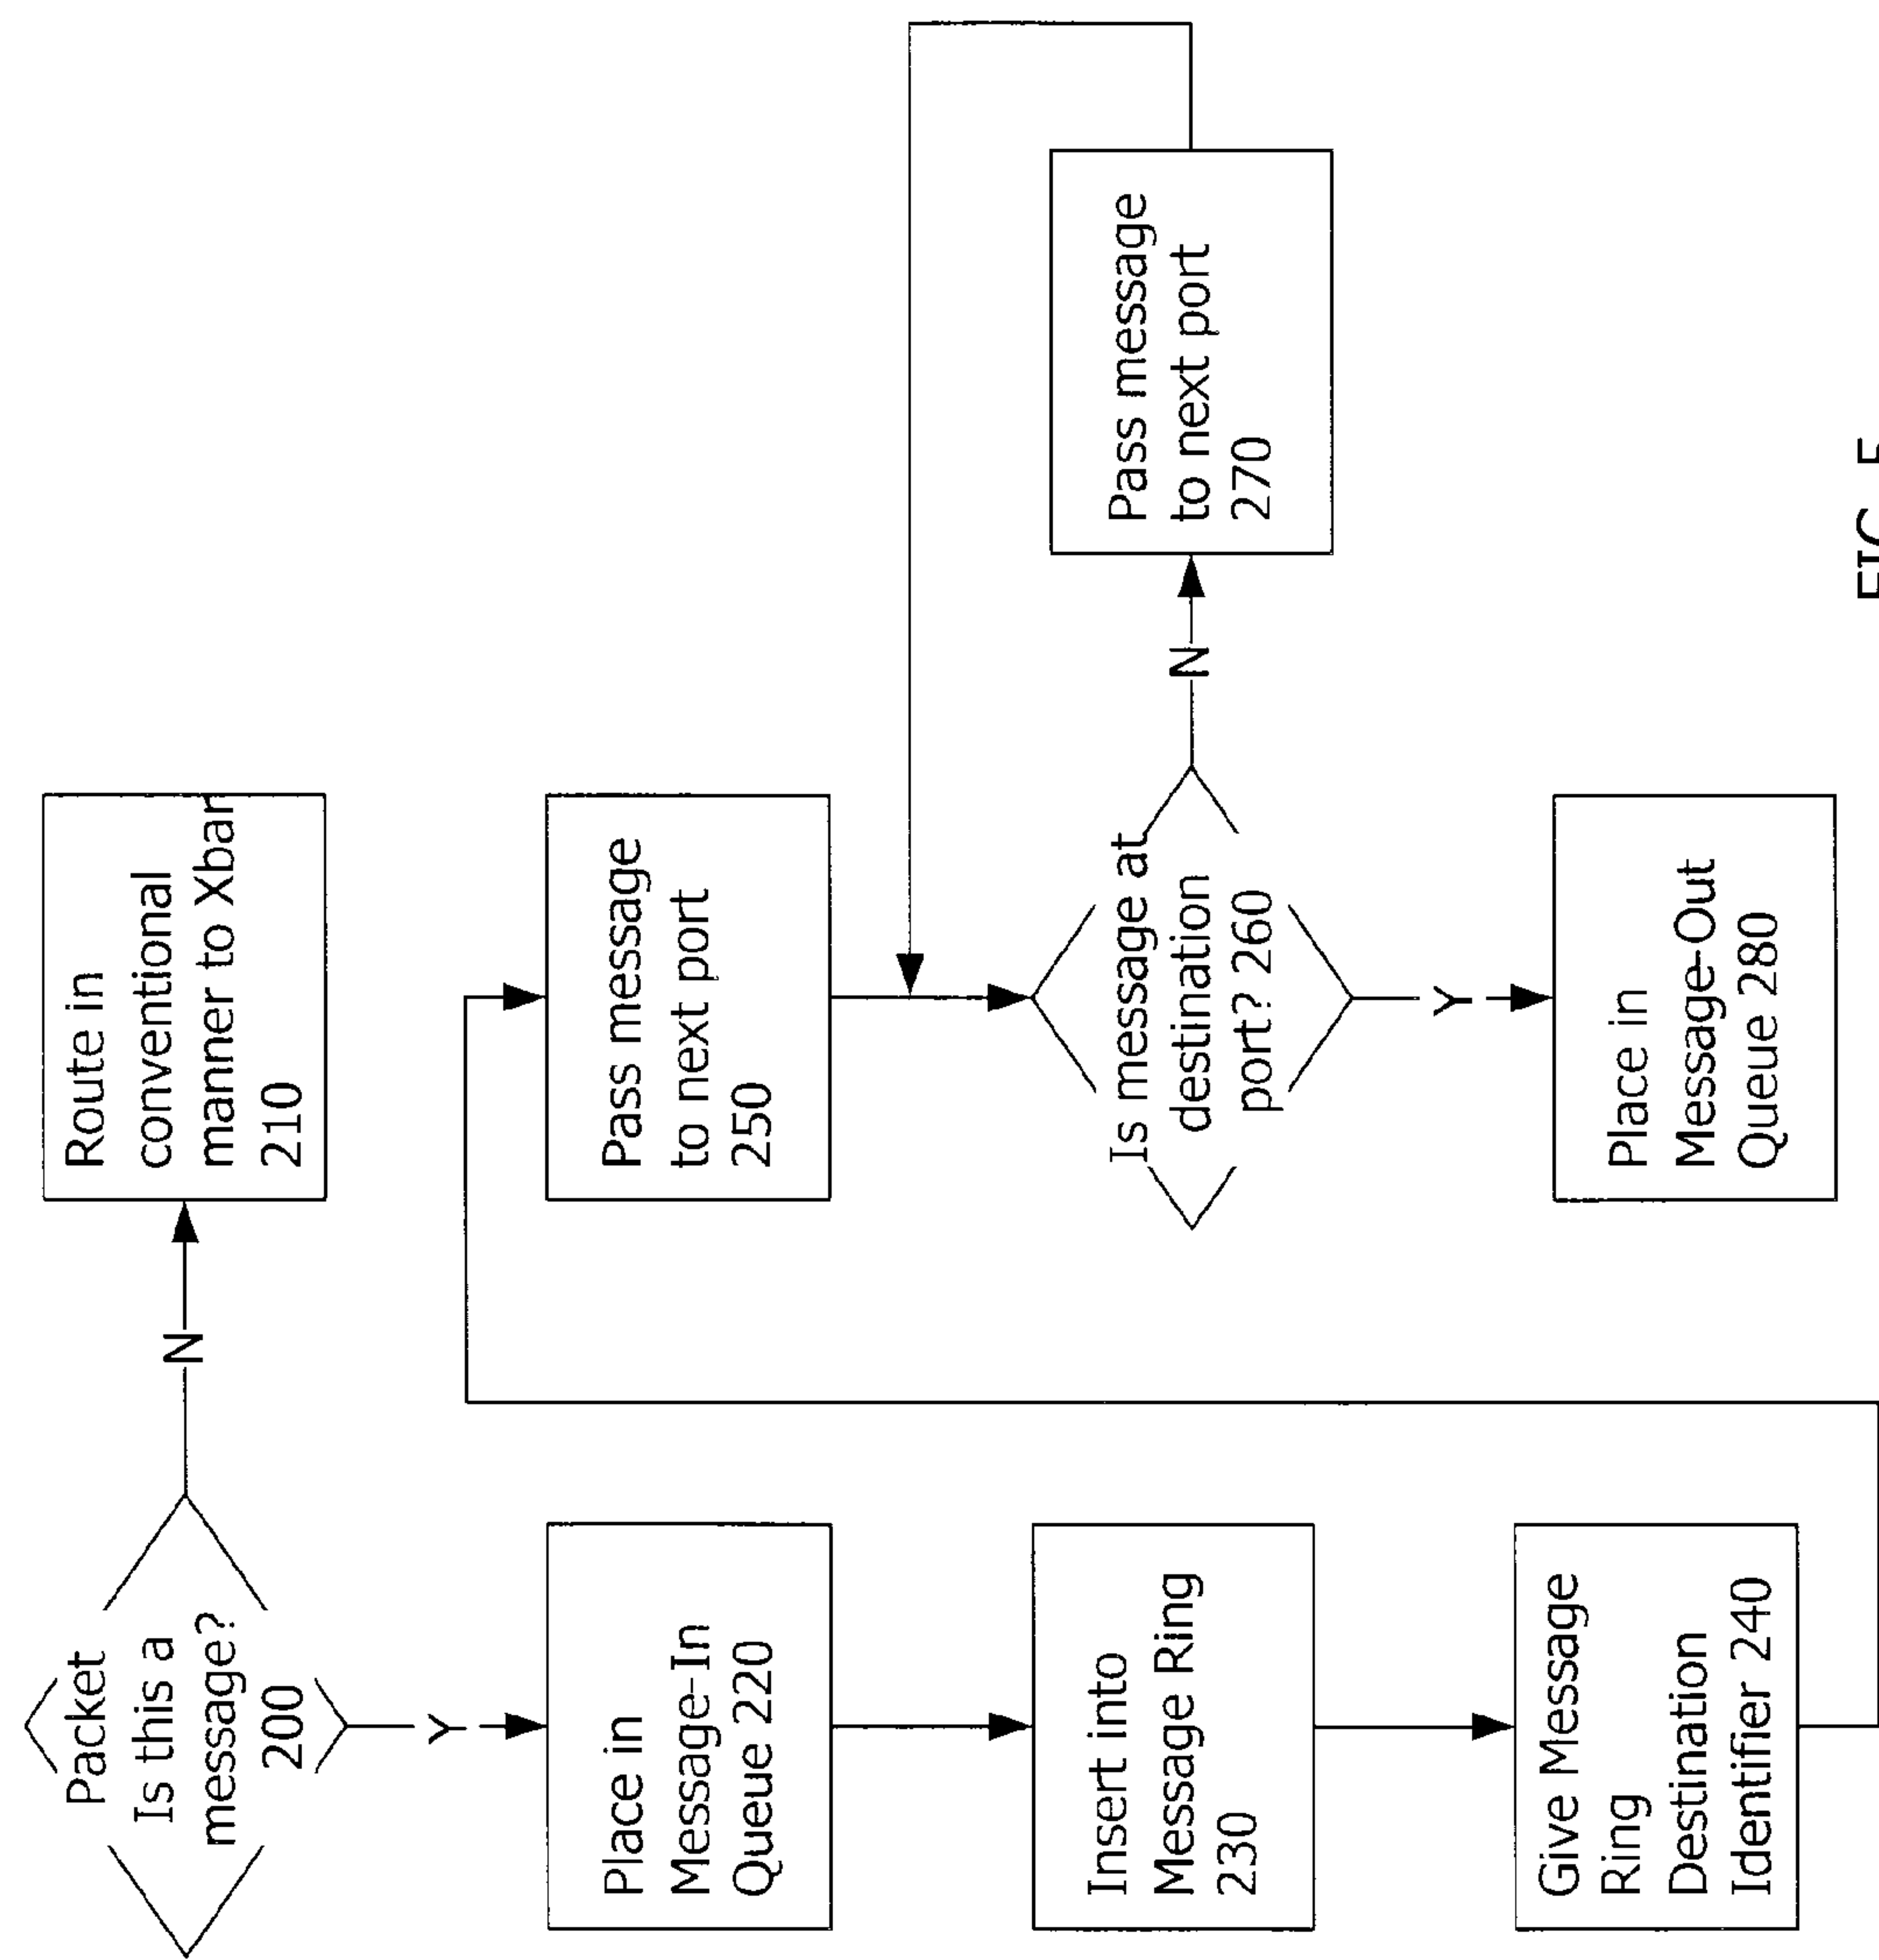 Packet
Is this a
message?
200
N
Route in
conventional
manner to Xbar
210
Y
Place in
Message-In
Queue 220
Insert into
Message Ring
230
Give Message
Ring
Destination
Identifier 240
Pass message
to next port
250
Is message at
destination
port? 260
N
Pass message
to next port
270
Y
Place in
Message-Out
Queue 280